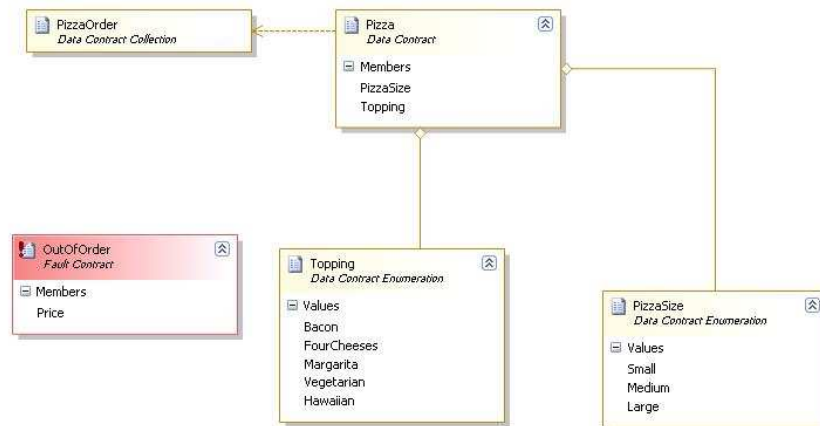 PizzaOrder
Data Contract Collection
Pizza
Data Contract
Members
PizzaSize
Topping
OutOfOrder
Fault Contract
Members
Price
Topping
Data Contract Enumeration
Values
Bacon
FourCheeses
Margarita
Vegetarian
Hawaiian
PizzaSize
Data Contract Enumeration
Values
Small
Medium
Large